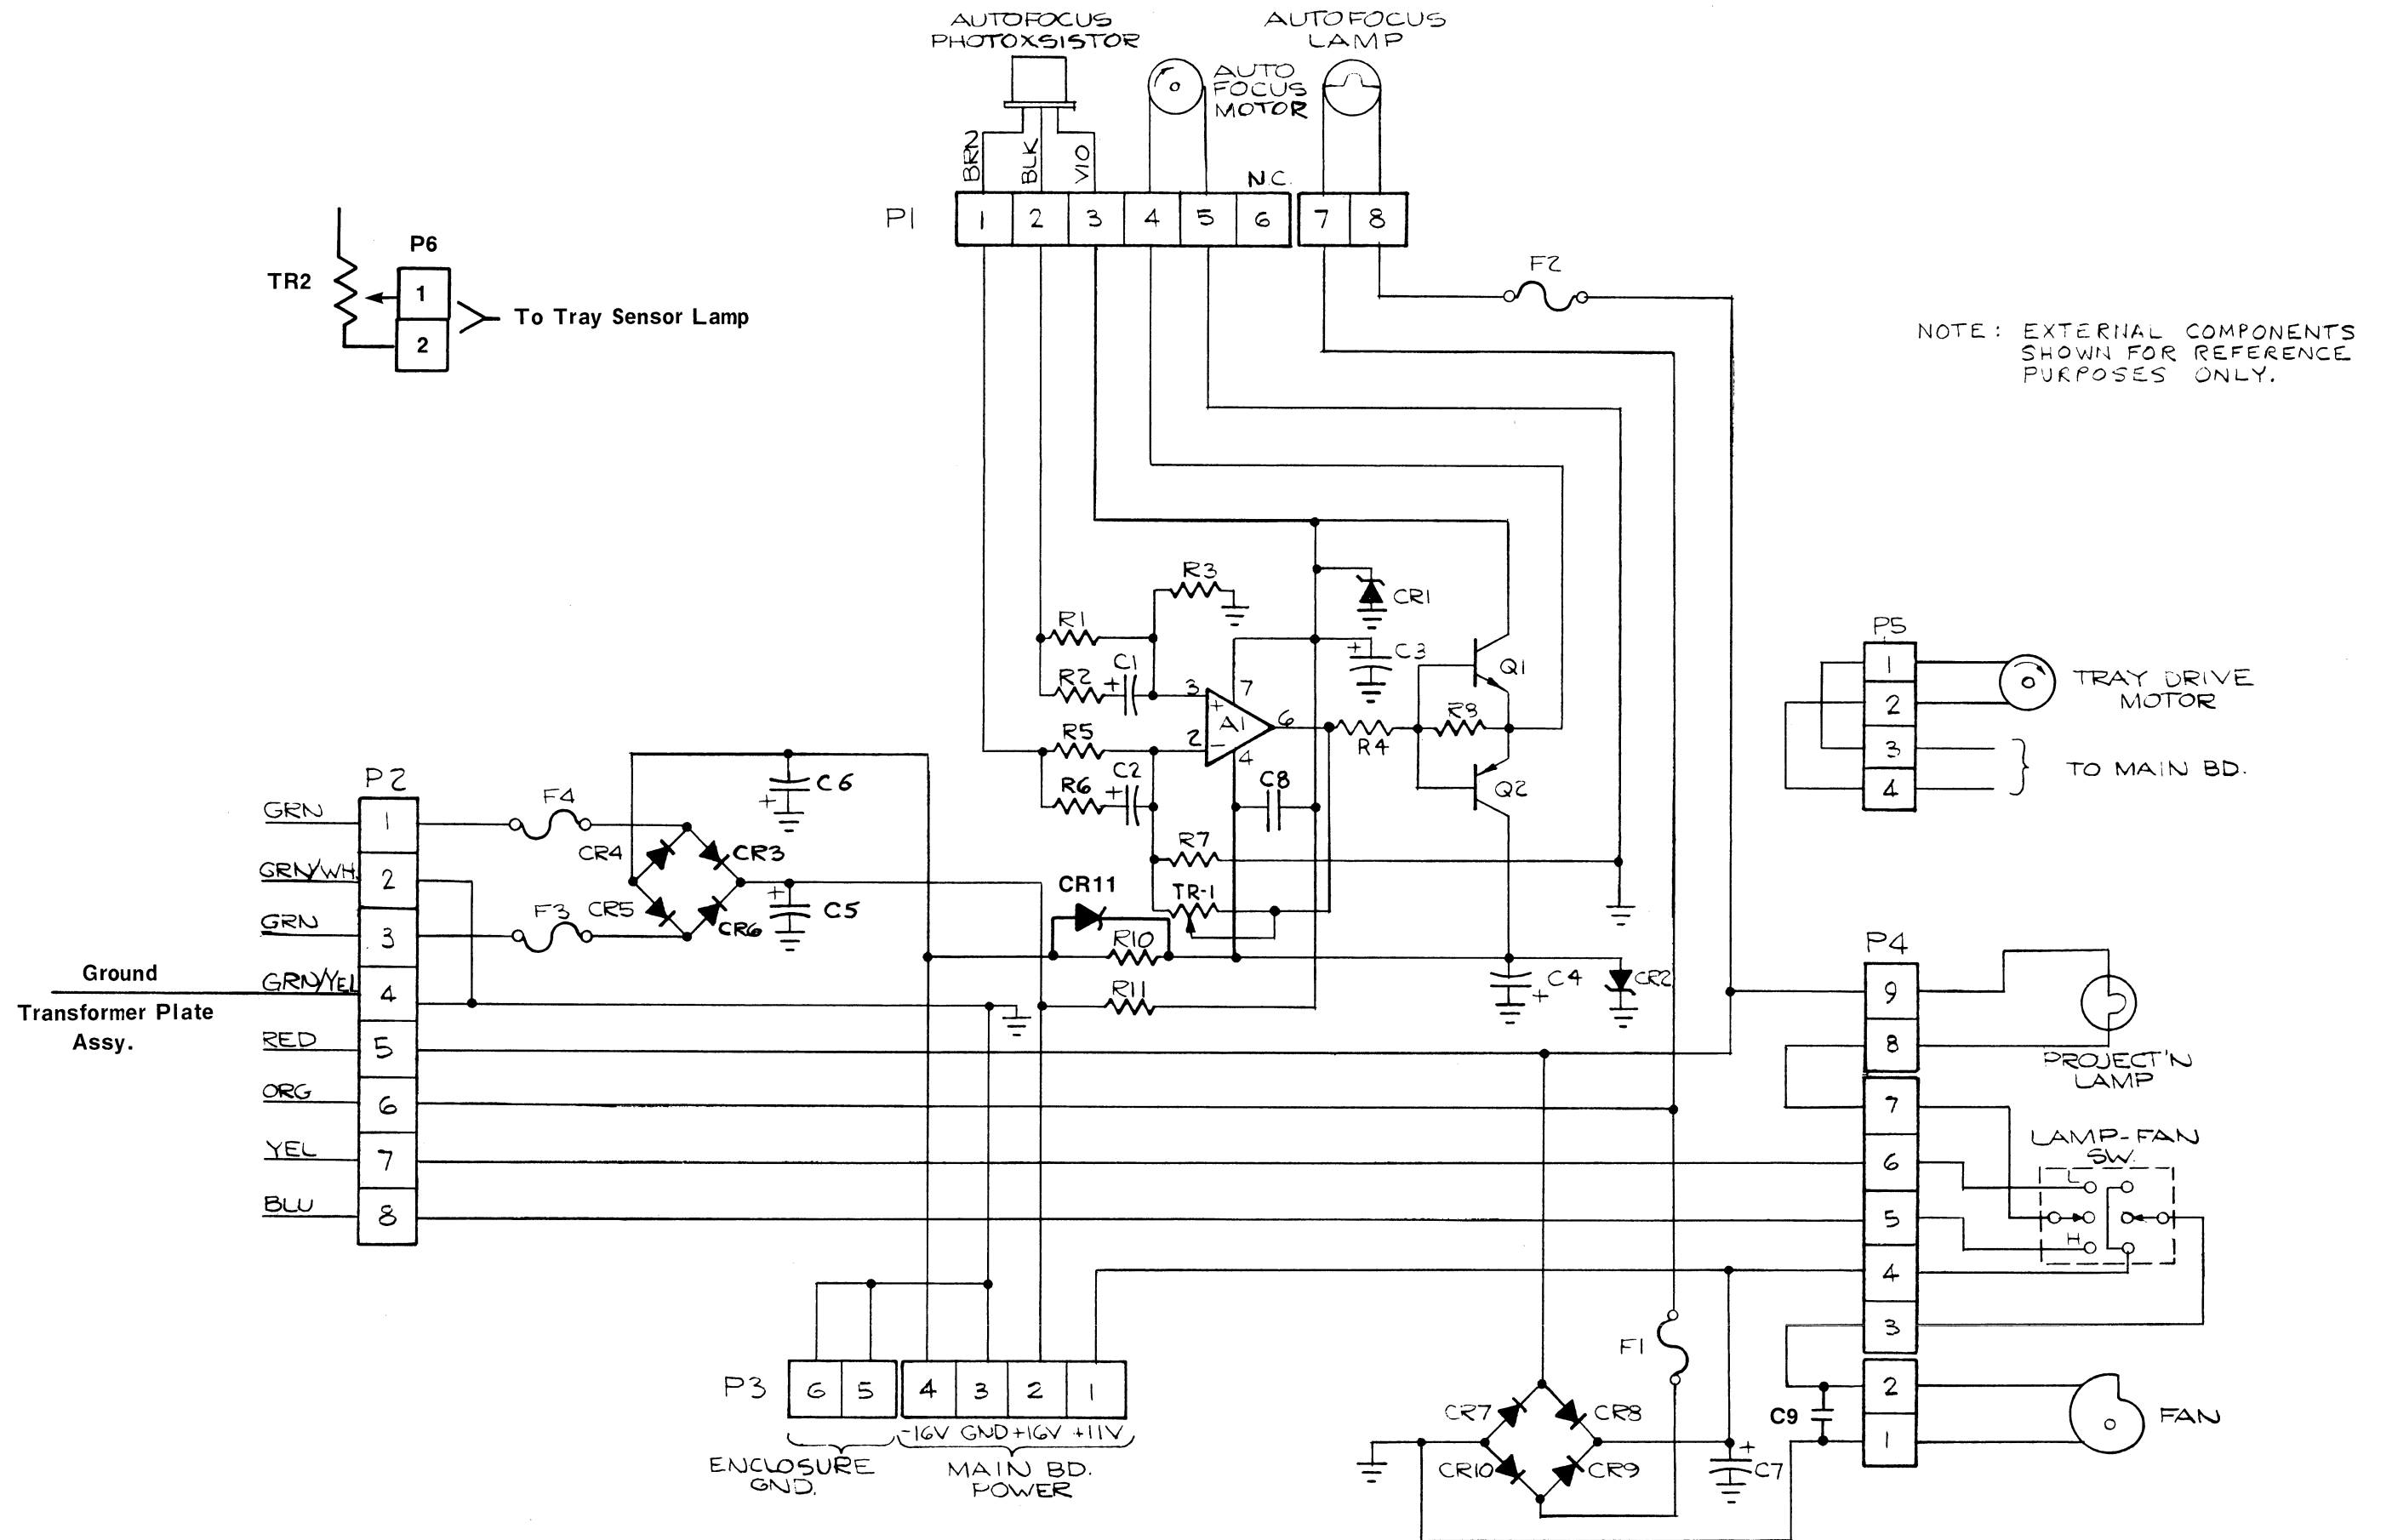 AUTOFOCUS
PHOTOXSISTOR
AUTO
FOCUS
MOTOR
AUTOFOCUS
LAMP
BRN
BLK
VIO
N.C.
P1
1
2
3
4
5
6
7
8
F2
P6
TR2
1
2
To Tray Sensor Lamp
NOTE: EXTERNAL COMPONENTS
SHOWN FOR REFERENCE
PURPOSES ONLY.
R3
CR1
R1
C1
R2
+
3
7
+
C3
Q1
+
A1
-
6
R4
R8
R5
2
4
R6
C2
+
C8
Q2
R7
TR-1
CR11
R10
R11
C4
+
CR2
P5
1
2
3
4
TRAY DRIVE
MOTOR
TO MAIN BD.
C6
+
P2
GRN
1
F4
CR4
CR3
GRN/WH.
2
GRN
3
F3
CR5
CR6
+
C5
Ground
Transformer Plate
Assy.
GRN/YEL
4
RED
5
ORG
6
YEL
7
BLU
8
P4
9
8
7
6
5
4
3
2
1
PROJECT'N
LAMP
LAMP-FAN
SW.
L
H
C9
FAN
F1
P3
6
5
4
3
2
1
-16V GND +16V +11V
ENCLOSURE
GND.
MAIN BD.
POWER
CR7
CR8
CR10
CR9
+
C7